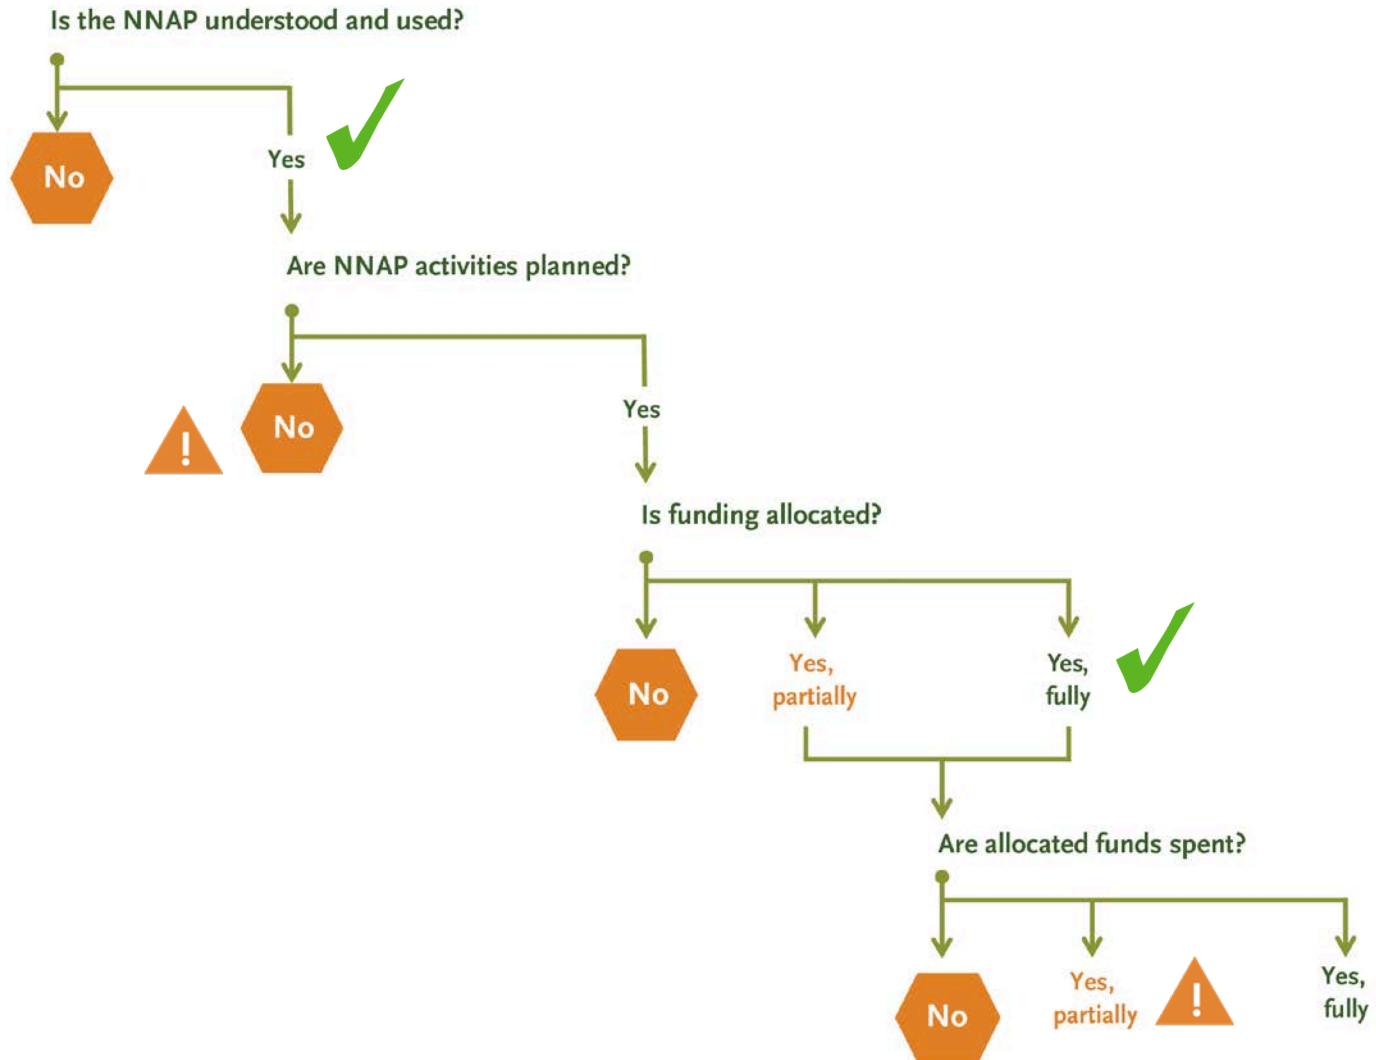 Is the NNAP understood and used?
No
Yes
Are NNAP activities planned?
!
No
Yes
Is funding allocated?
No
Yes,
partially
Yes,
fully
Are allocated funds spent?
No
Yes,
partially
!
Yes,
fully